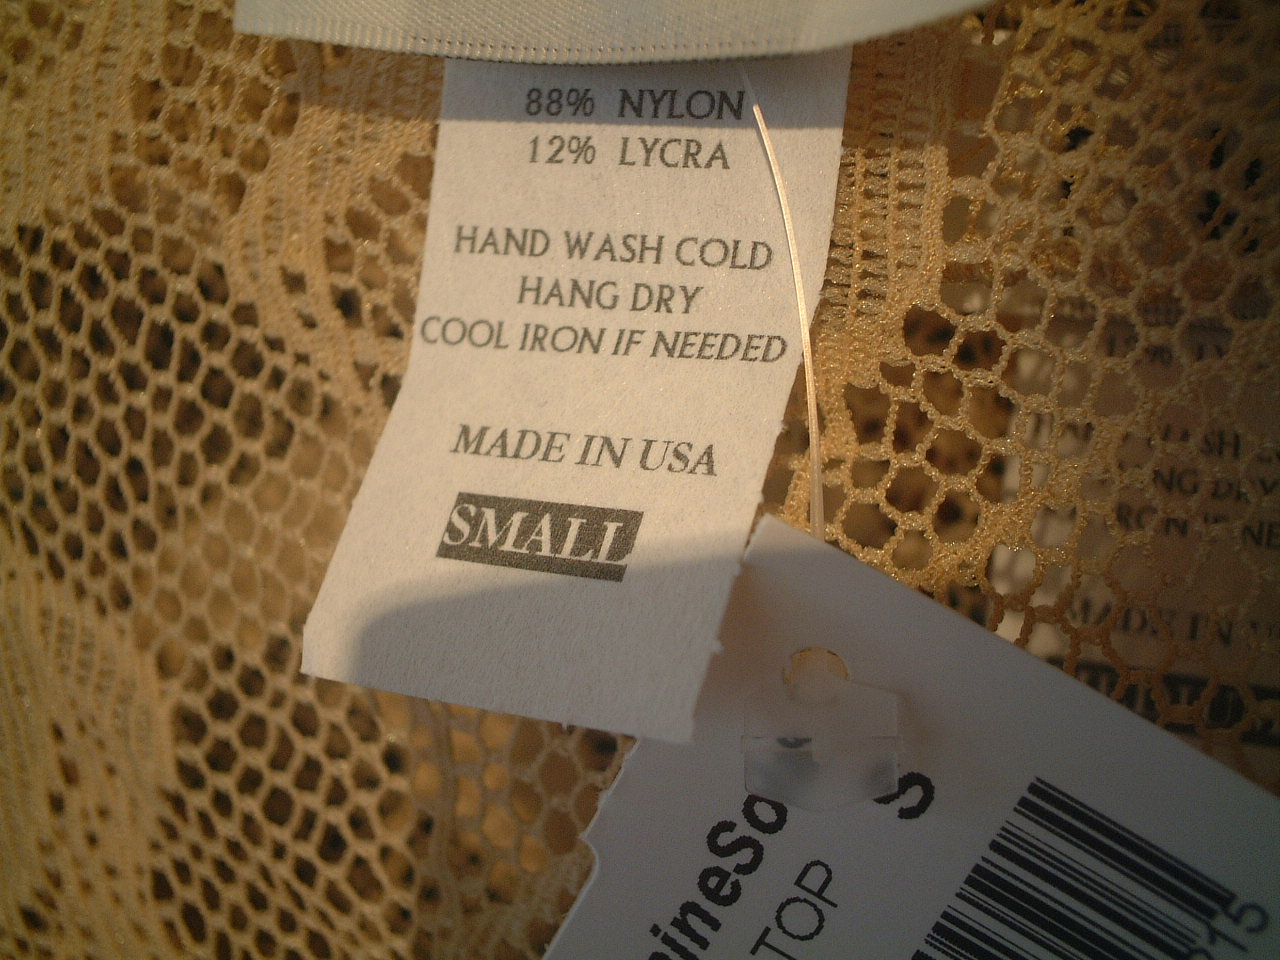 88% NYLON
12% LYCRA
HAND WASH COLD
HANG DRY
COOL IRON IF NEEDED
MADE IN USA
SMALL
S
TOP